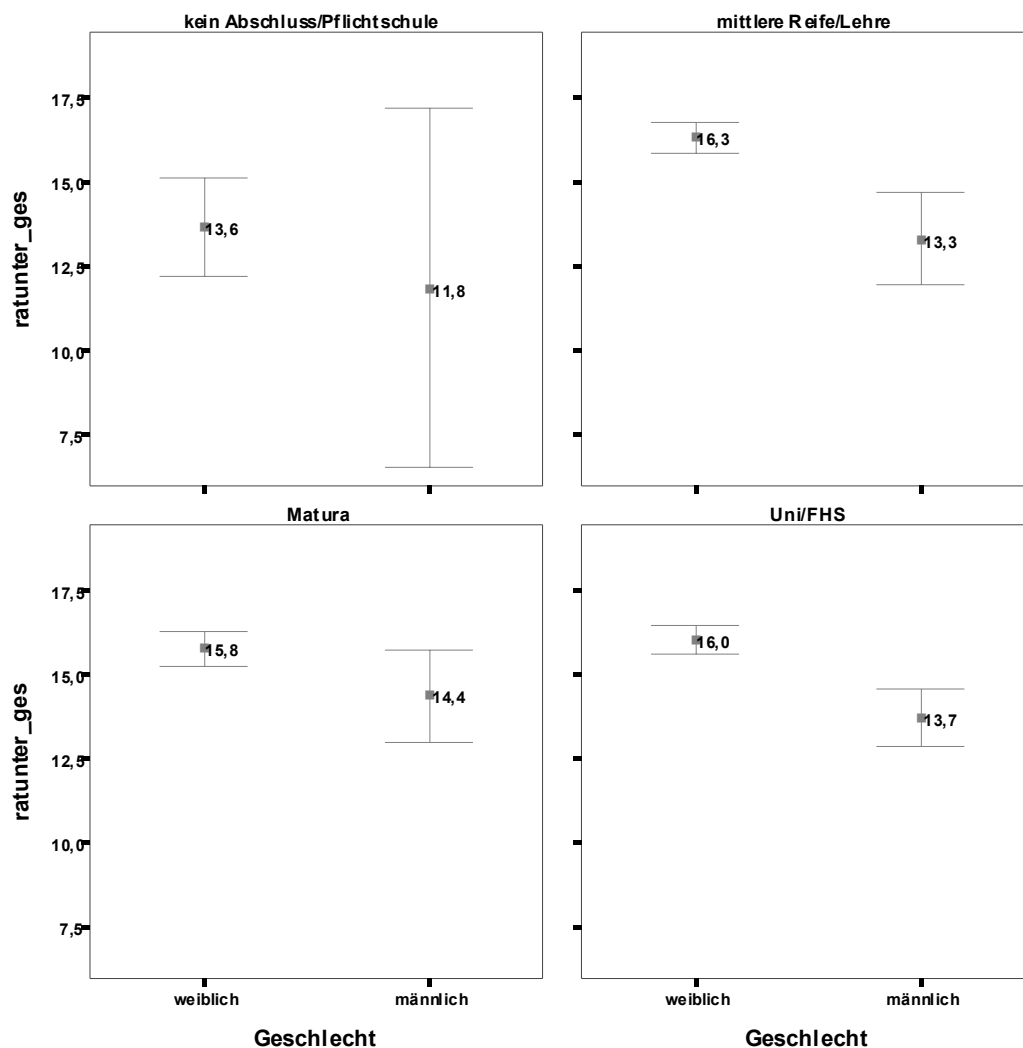 kein Abschluss/Pflichtschule
mittlere Reife/Lehre
ratunter_ges
17,5
15,0
12,5
10,0
7,5
13,6
11,8
16,3
13,3
Matura
Uni/FHS
ratunter_ges
17,5
15,0
12,5
10,0
7,5
15,8
14,4
16,0
13,7
weiblich
männlich
weiblich
männlich
Geschlecht
Geschlecht